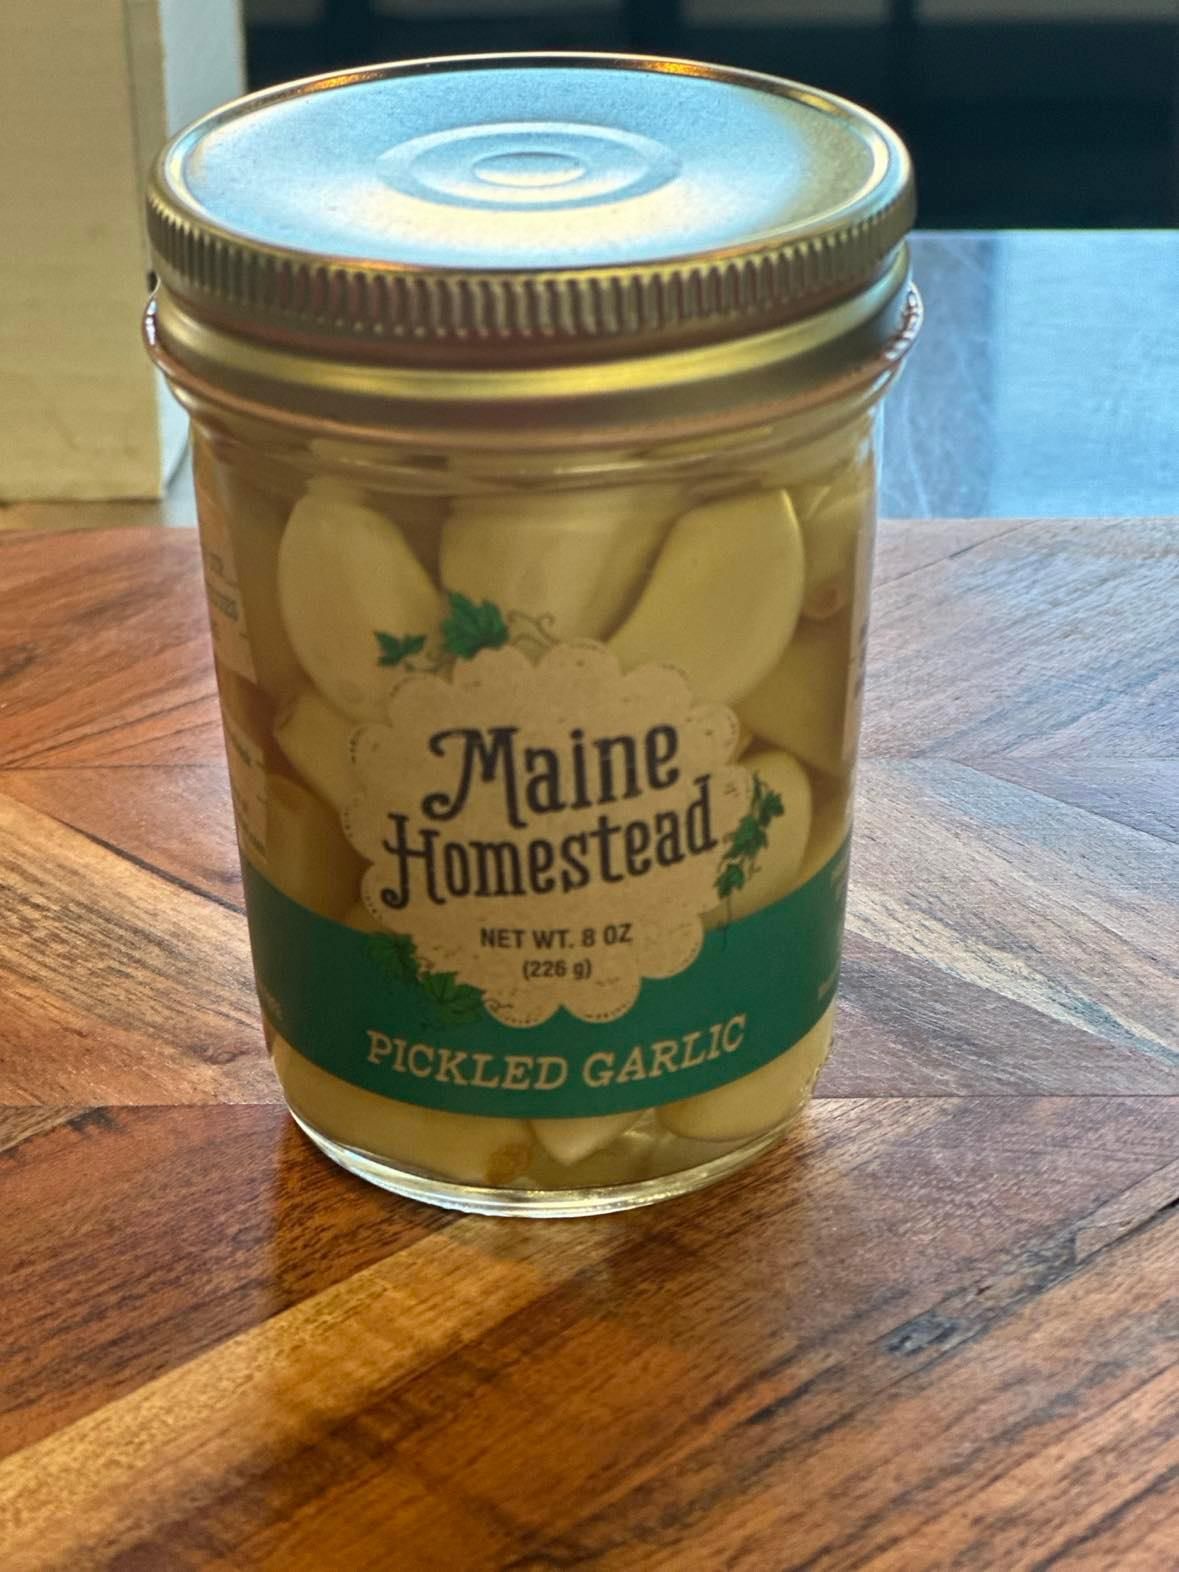 Maine
Homestead
NET WT. 8 OZ
(226 g)
PICKLED GARLIC